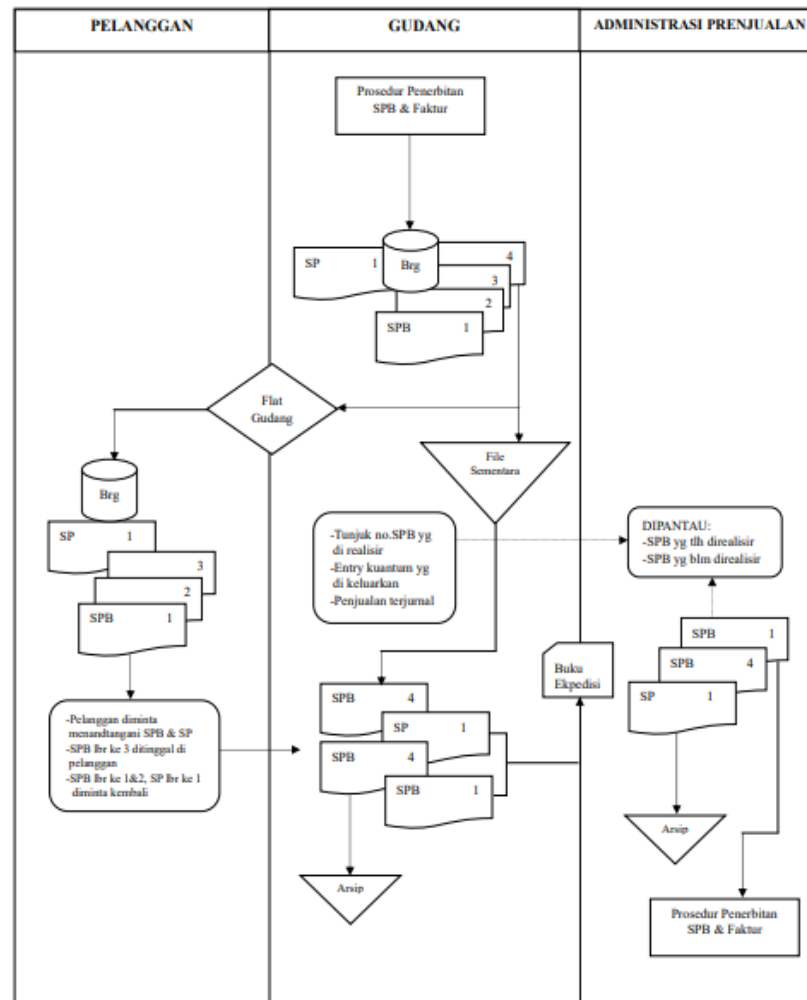 PELANGGAN
GUDANG
ADMINISTRASI PRENJUALAN
Prosedur Penerbitan
SPB & Faktur
SP 1
Brg
4
3
2
SPB 1
Flat
Gudang
File
Sementara
Brg
SP 1
3
2
SPB 1
-Tunjuk no.SPB yg
di realisir
-Entry kuantum yg
di keluarkan
-Penjualan terjurnal
DIPANTAU:
-SPB yg tlh direalisir
-SPB yg blm direalisir
SPB 1
SPB 4
SP 1
Buku
Ekpedisi
-Pelanggan diminta
menandtangani SPB & SP
-SPB lbr ke 3 ditinggal di
pelanggan
-SPB lbr ke 1&2, SP lbr ke 1
diminta kembali
SPB 4
SP 1
SPB 4
SPB 1
Arsip
Arsip
Prosedur Penerbitan
SPB & Faktur